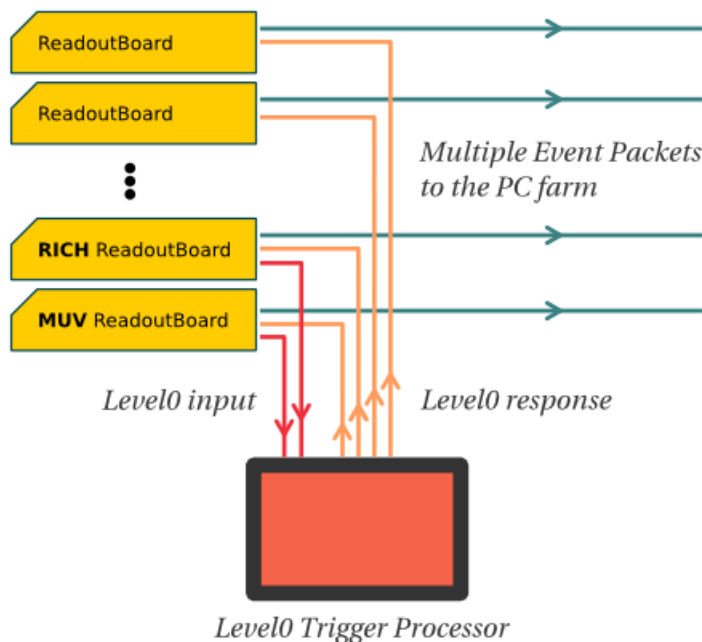 ReadoutBoard
ReadoutBoard
Multiple Event Packets
to the PC farm
RICH ReadoutBoard
MUV ReadoutBoard
Level0 input
Level0 response
Level0 Trigger Processor